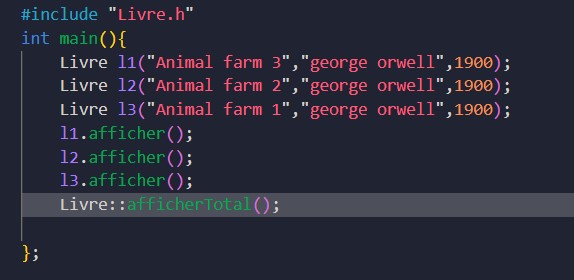 #include "Livre.h"
int main(){
Livre l1("Animal farm 3","george orwell",1900);
Livre l2("Animal farm 2","george orwell",1900);
Livre l3("Animal farm 1","george orwell",1900);
l1.afficher();
l2.afficher();
l3.afficher();
Livre::afficherTotal();
};